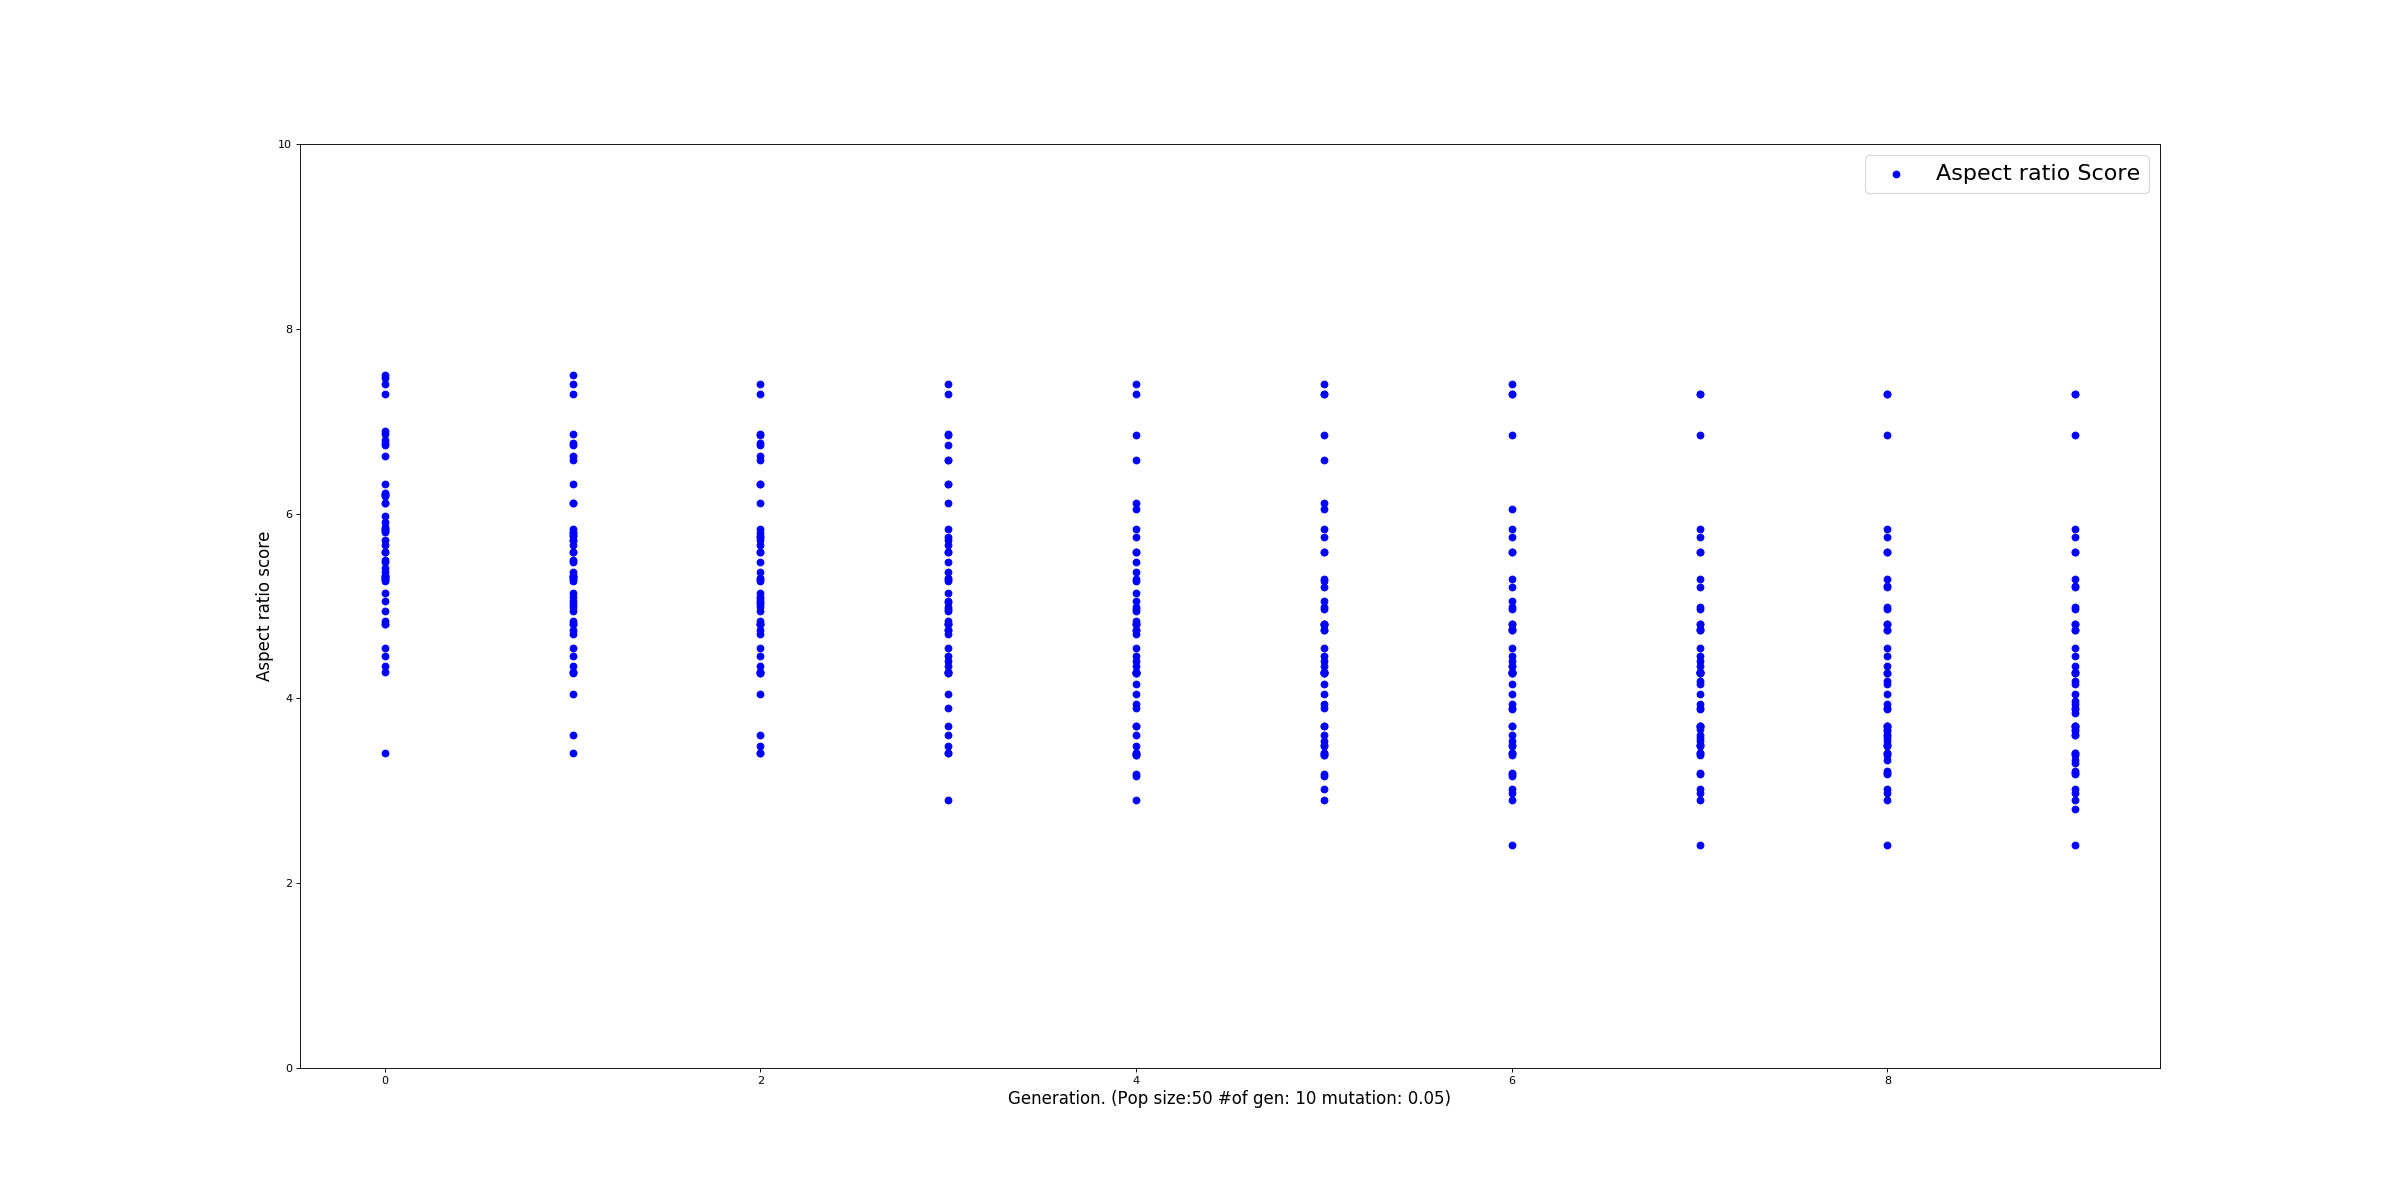 10
Aspect ratio Score
8
6
Aspect ratio score
4
2
0
0 2 4 6 8
Generation. (Pop size:50 #of gen: 10 mutation: 0.05)